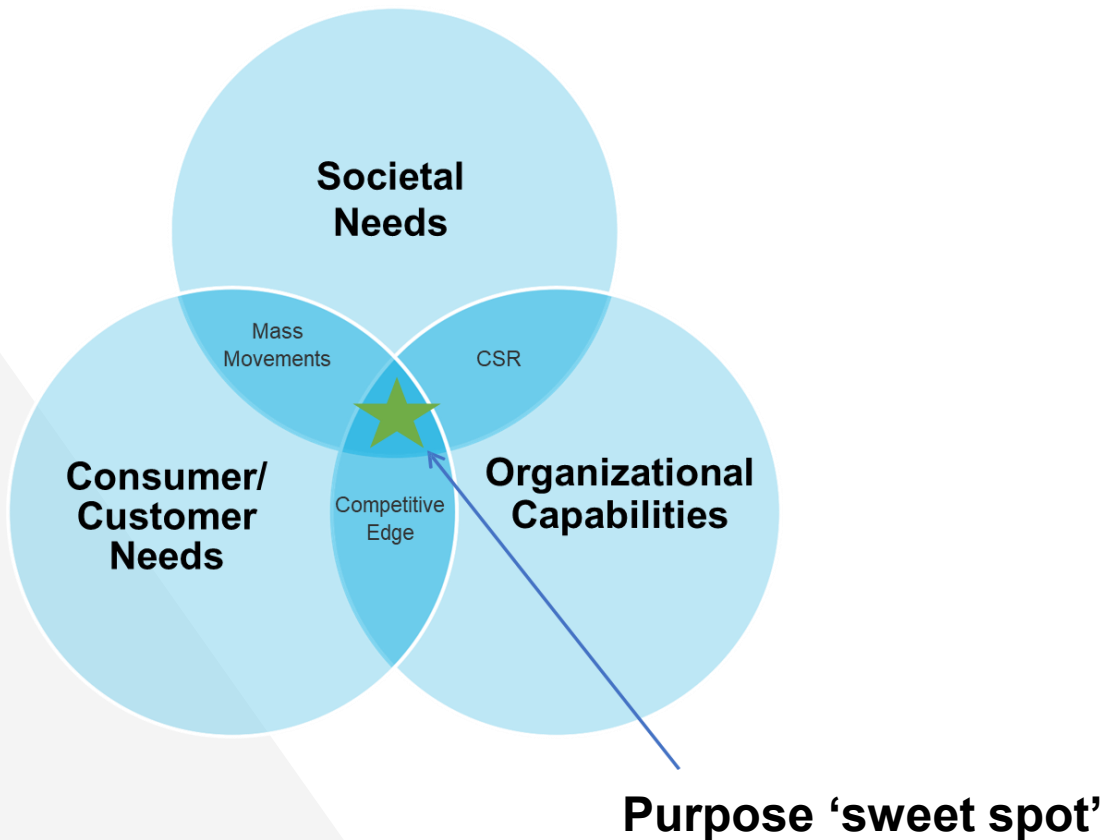 Societal
Needs
Mass
Movements
CSR
Consumer/
Customer
Needs
Competitive
Edge
Organizational
Capabilities
Purpose ‘sweet spot’